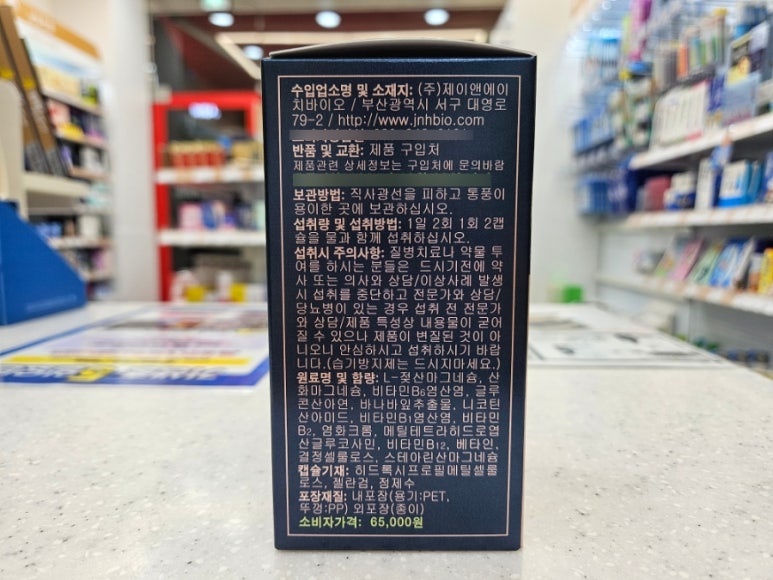 수입업소명 및 소재지: (주)제이앤에이
치바이오 / 부산광역시 서구 대영로
79-2 / http://www.jnhbio.com
반품 및 교환: 제품 구입처
제품관련 상세정보는 구입처에 문의바람
보관방법: 직사광선을 피하고 통풍이
용이한 곳에 보관하십시오.
섭취량 및 섭취방법: 1일 2회 1회 2캡
슐을 물과 함께 섭취하십시오.
섭취시 주의사항: 질병치료나 약물 투
여를 하시는 분들은 드시기전에 약
사 또는 의사와 상담/이상사례 발생
시 섭취를 중단하고 전문가와 상담/
당뇨병이 있는 경우 섭취 전 전문가
와 상담/제품 특성상 내용물이 굳어
질 수 있으나 제품이 변질된 것이 아
니오니 안심하시고 섭취하시기 바랍
니다.(습기방지제는 드시지마세요.)
원료명 및 함량: L-젖산마그네슘, 산
화마그네슘, 비타민B₆염산염, 글루
콘산아연, 바나바잎추출물, 니코틴
산아미드, 비타민B₁염산염, 비타민
B₂, 염화크롬, 메틸테트라히드로엽
산글루코사민, 비타민B₁₂, 베타인,
결정셀룰로스, 스테아린산마그네슘
캡슐기재: 히드록시프로필메틸셀룰
로스, 젤란검, 정제수
포장재질: 내포장(용기:PET,
뚜껑:PP) 외포장(종이)
소비자가격: 65,000원